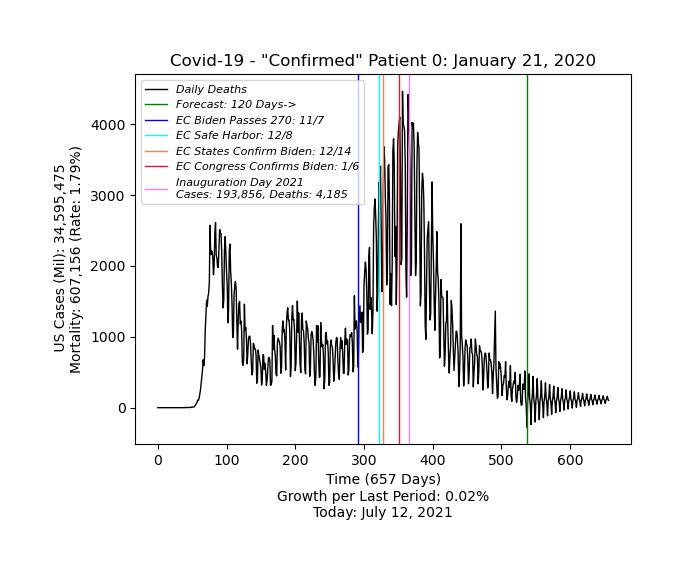 Covid-19 - "Confirmed" Patient 0: January 21, 2020
Daily Deaths
Forecast: 120 Days->
EC Biden Passes 270: 11/7
EC Safe Harbor: 12/8
EC States Confirm Biden: 12/14
EC Congress Confirms Biden: 1/6
Inauguration Day 2021
Cases: 193,856, Deaths: 4,185
US Cases (Mil): 34,595,475
Mortality: 607,156 (Rate: 1.79%)
4000
3000
2000
1000
0
0 100 200 300 400 500 600
Time (657 Days)
Growth per Last Period: 0.02%
Today: July 12, 2021